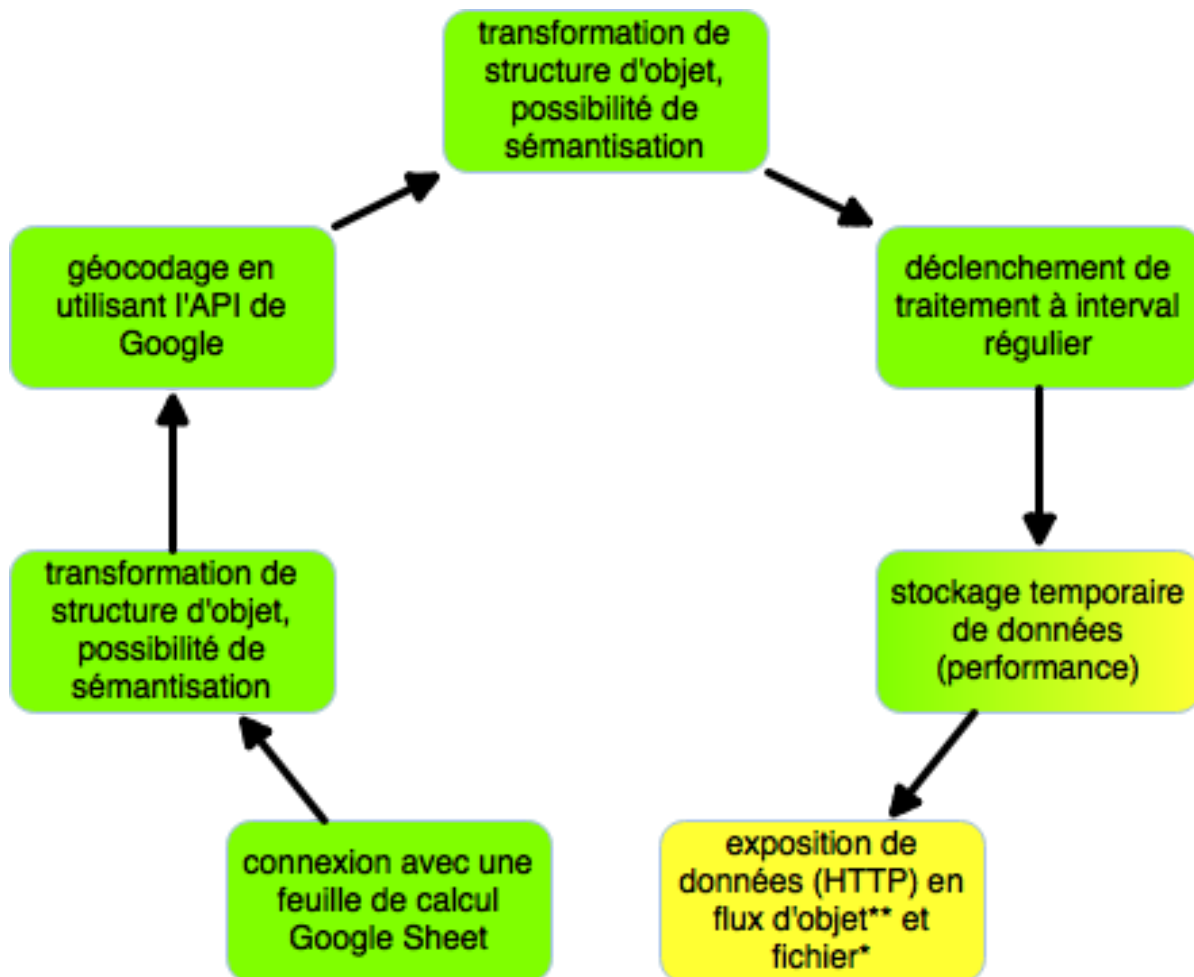 transformation de
structure d'objet,
possibilité de
sémantisation
géocodage en
utilisant l'API de
Google
déclenchement de
traitement à interval
régulier
transformation de
structure d'objet,
possibilité de
sémantisation
stockage temporaire
de données
(performance)
connexion avec une
feuille de calcul
Google Sheet
exposition de
données (HTTP) en
flux d'objet** et
fichier*